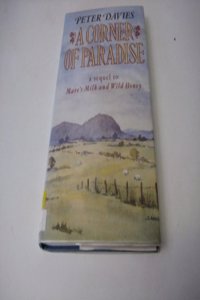 PETER DAVIES
A CORNER
OF PARADISE
a sequel to
Mare's Milk and Wild Honey